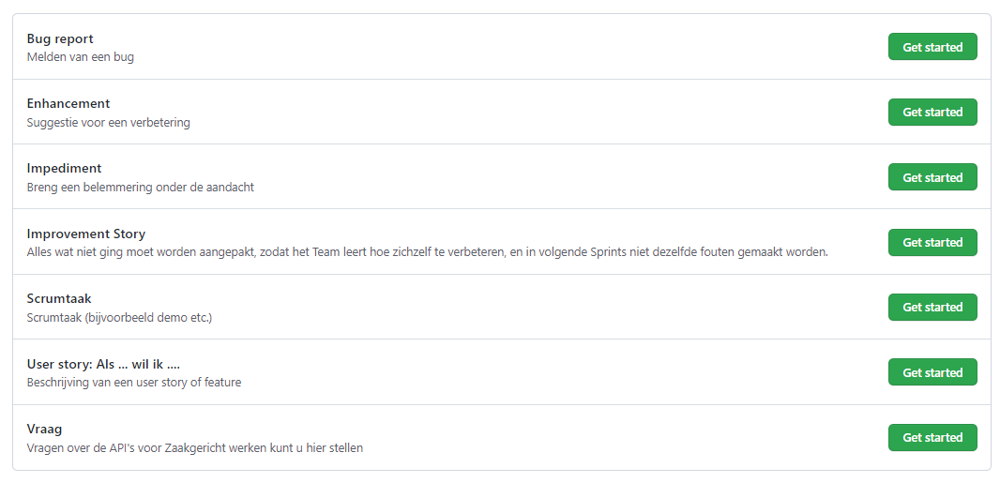 Bug report
Melden van een bug
Get started
Enhancement
Suggestie voor een verbetering
Get started
Impediment
Breng een belemmering onder de aandacht
Get started
Improvement Story
Alles wat niet ging moet worden aangepakt, zodat het Team leert hoe zichzelf te verbeteren, en in volgende Sprints niet dezelfde fouten gemaakt worden.
Get started
Scrumtaak
Scrumtaak (bijvoorbeeld demo etc.)
Get started
User story: Als ... wil ik ....
Beschrijving van een user story of feature
Get started
Vraag
Vragen over de API's voor Zaakgericht werken kunt u hier stellen
Get started